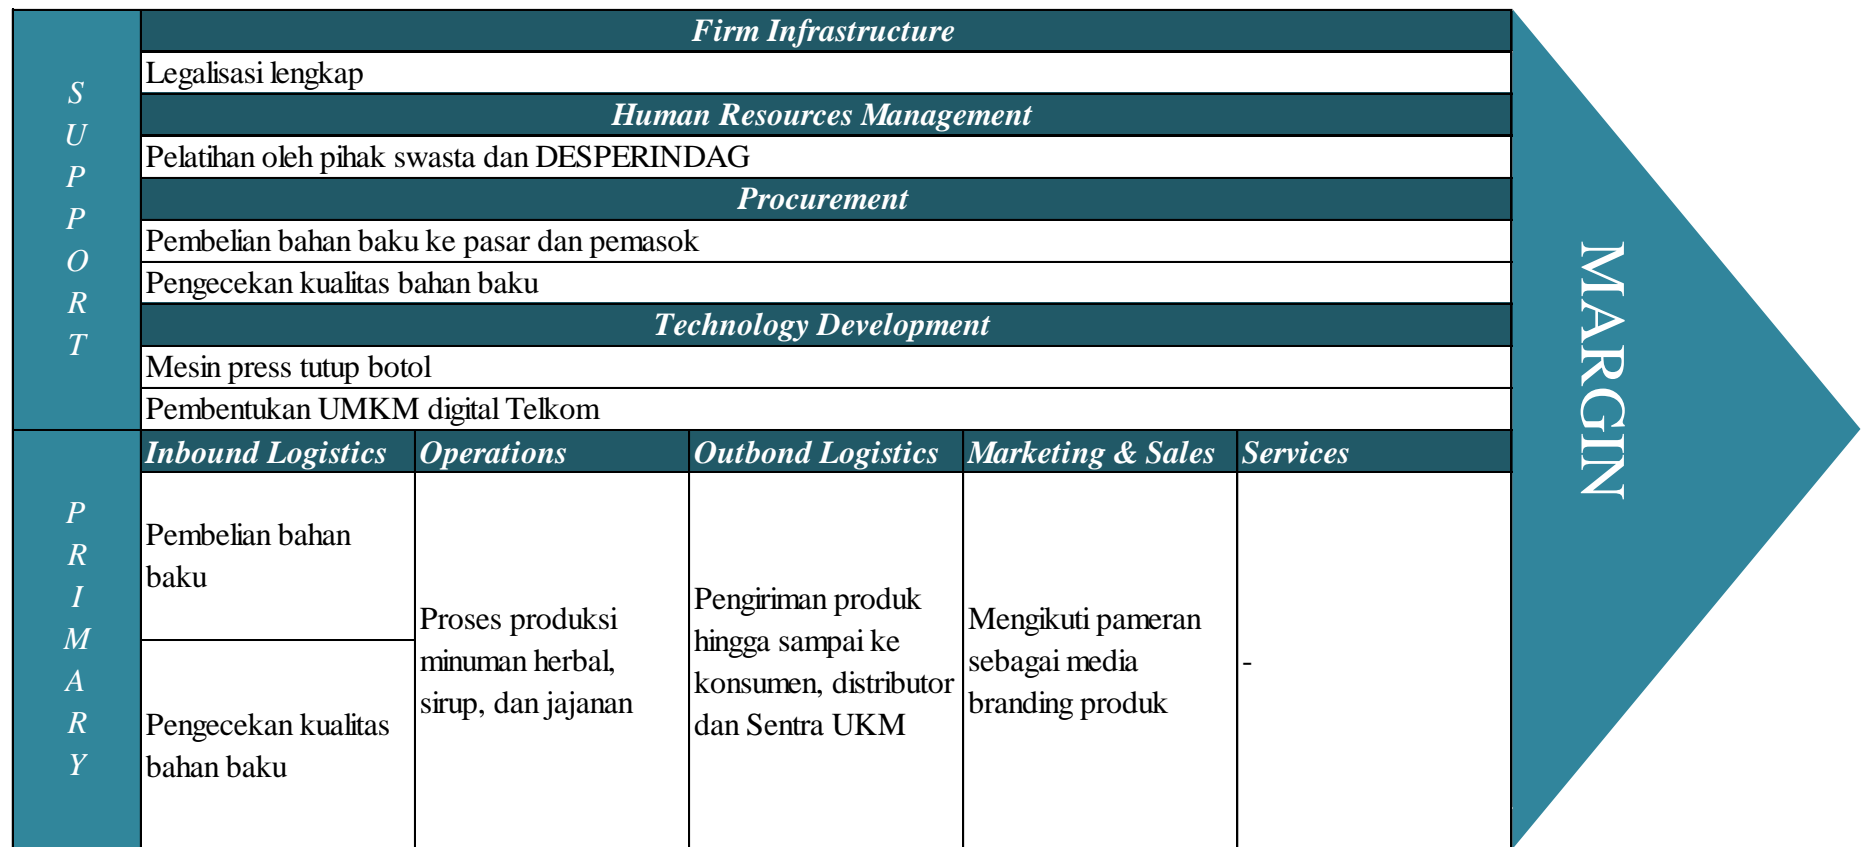 SUPPORT
Firm Infrastructure
Legalisasi lengkap
Human Resources Management
Pelatihan oleh pihak swasta dan DESPERINDAG
Procurement
Pembelian bahan baku ke pasar dan pemasok
Pengecekan kualitas bahan baku
Technology Development
Mesin press tutup botol
Pembentukan UMKM digital Telkom
PRIMARY
Inbound Logistics
Pembelian bahan
baku
Pengecekan kualitas
bahan baku
Operations
Proses produksi
minuman herbal,
sirup, dan jajanan
Outbond Logistics
Pengiriman produk
hingga sampai ke
konsumen, distributor
dan Sentra UKM
Marketing & Sales
Mengikuti pameran
sebagai media
branding produk
Services
-
MARGIN